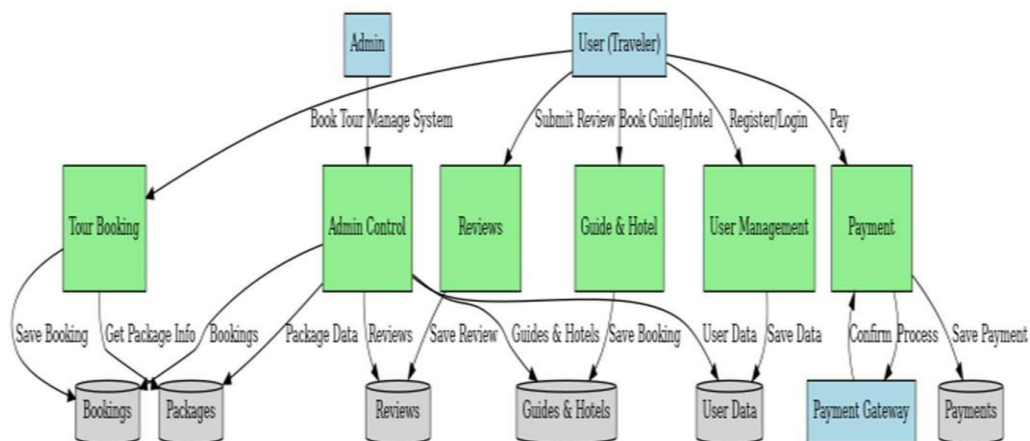 Admin
User (Traveler)
Book Tour
Manage System
Submit Review
Book Guide/Hotel
Register/Login
Pay
Tour Booking
Admin Control
Reviews
Guide & Hotel
User Management
Payment
Save Booking
Get Package Info
Bookings
Package Data
Reviews
Save Review
Guides & Hotels
Save Booking
User Data
Save Data
Confirm
Process
Save Payment
Bookings
Packages
Reviews
Guides & Hotels
User Data
Payment Gateway
Payments